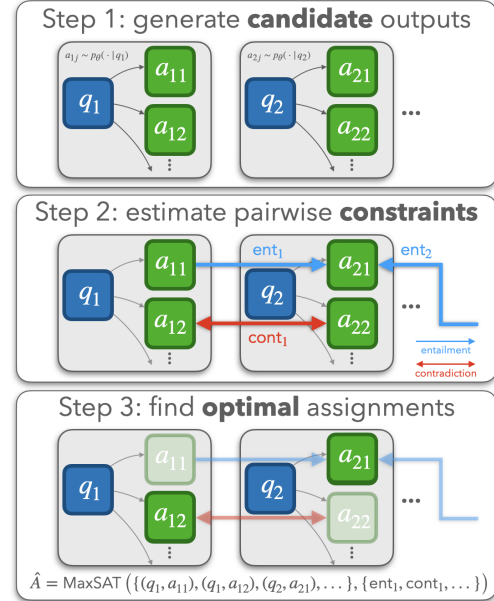 Step 1: generate candidate outputs
a₁ⱼ ~ p_θ( · |q₁)
a₂ⱼ ~ p_θ( · |q₂)
q₁ a₁₁ q₂ a₂₁
a₁₂ a₂₂ ...
⋮ ⋮
Step 2: estimate pairwise constraints
q₁ a₁₁ ent₁ q₂ a₂₁ ent₂
a₁₂ cont₁ a₂₂ ...
⋮ ⋮
entailment
contradiction
Step 3: find optimal assignments
q₁ a₁₁ q₂ a₂₁
a₁₂ a₂₂ ...
⋮ ⋮
Â = MaxSAT ({(q₁, a₁₁), (q₁, a₁₂), (q₂, a₂₁), . . . }, {ent₁, cont₁, . . . })